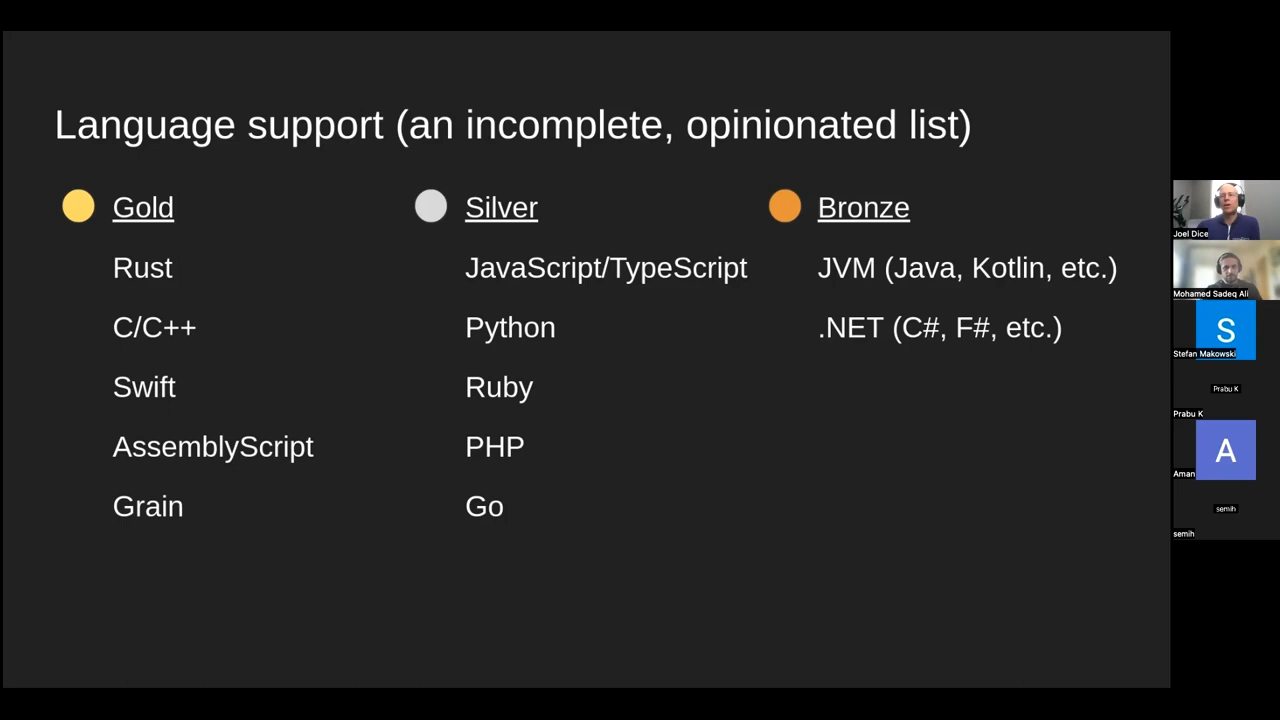 Language support (an incomplete, opinionated list)
Gold
Rust
C/C++
Swift
AssemblyScript
Grain
Silver
JavaScript/TypeScript
Python
Ruby
PHP
Go
Bronze
JVM (Java, Kotlin, etc.)
.NET (C#, F#, etc.)
Joel Dice
Mohamed Sadeq Ali
S
Stefan Makowski
Prabu K
Prabu K
A
Aman
semih
semih